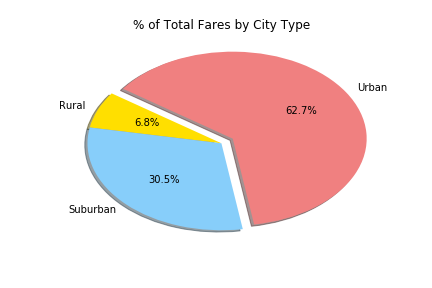 % of Total Fares by City Type
Urban
62.7%
Rural
6.8%
30.5%
Suburban